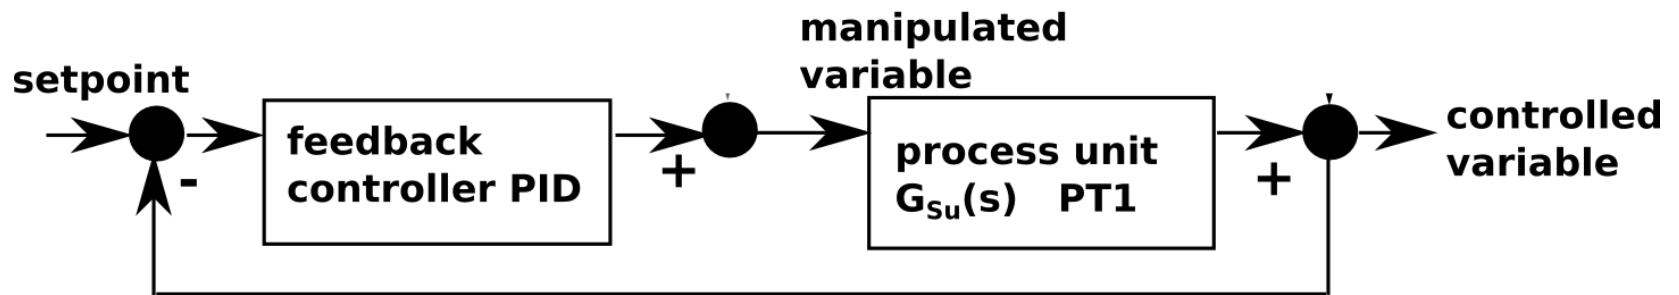 manipulated
variable
setpoint
feedback
controller PID
process unit
G_Su(s) PT1
controlled
variable
-
+
+